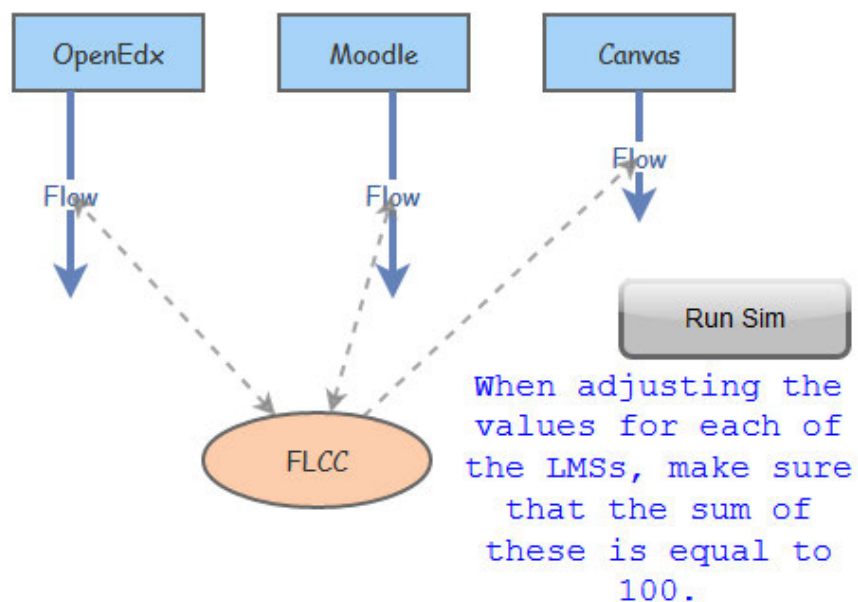 OpenEdx
Moodle
Canvas
Flow
Flow
Flow
Run Sim
When adjusting the
values for each of
the LMSs, make sure
that the sum of
these is equal to
100.
FLCC